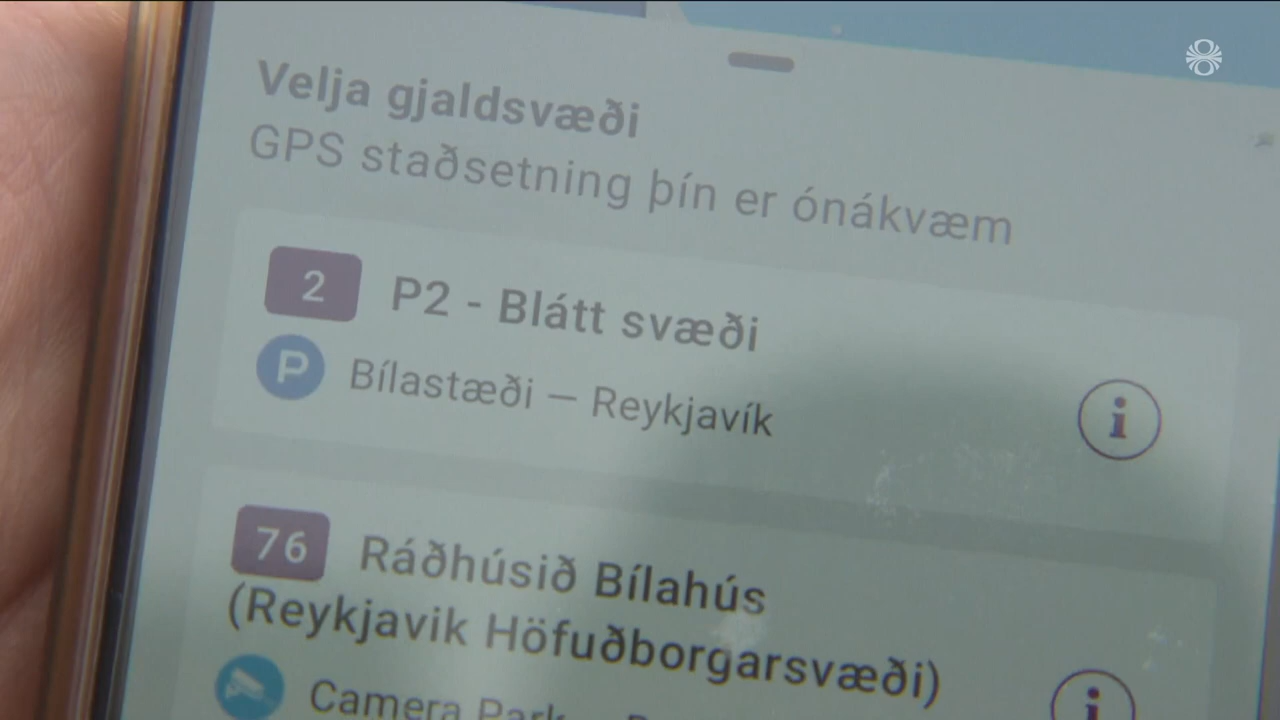 Velja gjaldsvæði
GPS staðsetning þín er ónákvæm
2 P2 - Blátt svæði
P Bílastæði — Reykjavík i
76 Ráðhúsið Bílahús
(Reykjavik Höfuðborgarsvæði)
Camera Park i